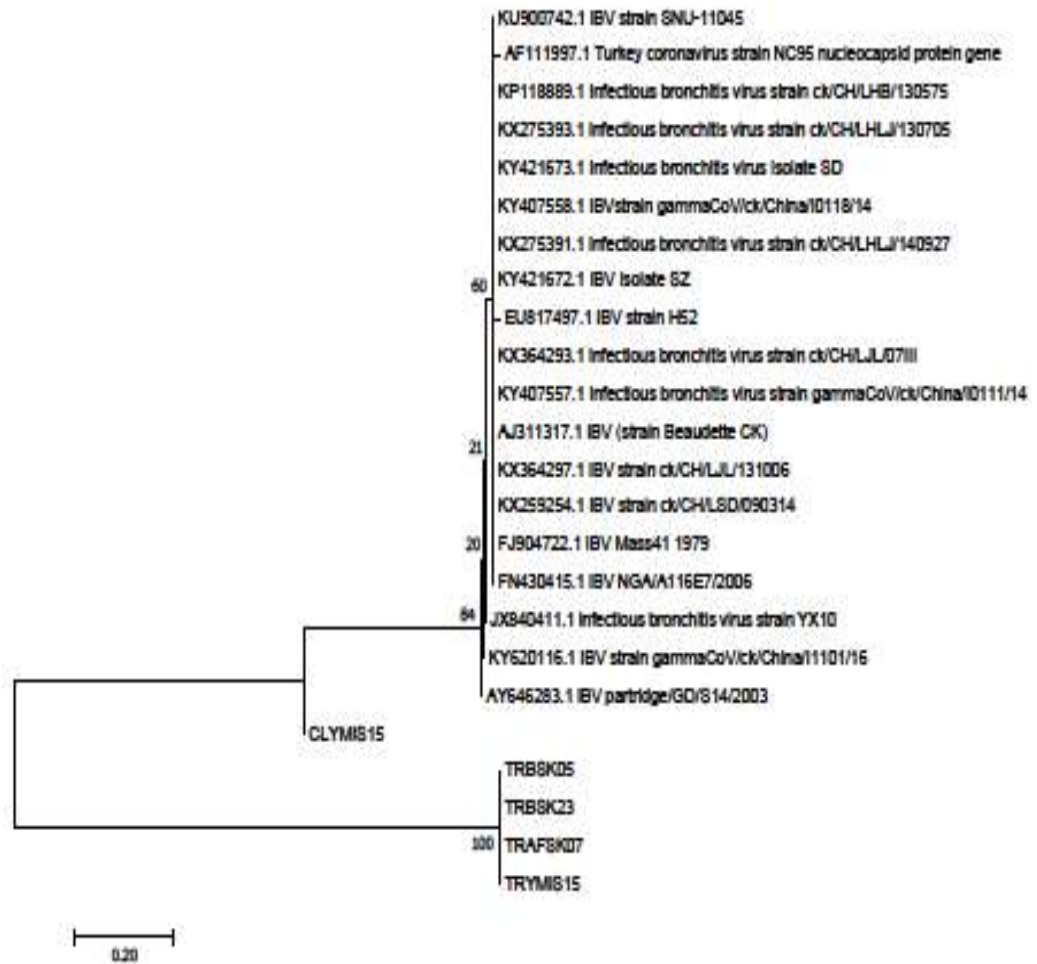 KU900742.1 IBV strain SNU-11045
AF111997.1 Turkey coronavirus strain NC95 nucleocapsid protein gene
KP118889.1 Infectious bronchitis virus strain ck/CH/LHB/130575
KX275393.1 Infectious bronchitis virus strain ck/CH/LHLJ/130705
KY421673.1 Infectious bronchitis virus isolate SD
KY407558.1 IBVstrain gammaCoV/ck/China/I0118/14
KX275391.1 Infectious bronchitis virus strain ck/CH/LHLJ/140927
KY421672.1 IBV isolate SZ
60
EU817497.1 IBV strain H52
KX364293.1 Infectious bronchitis virus strain ck/CH/LJL/07III
KY407557.1 Infectious bronchitis virus strain gammaCoV/ck/China/I0111/14
AJ311317.1 IBV (strain Beaudette CK)
21
KX364297.1 IBV strain ck/CH/LJL/131006
KX259254.1 IBV strain ck/CH/LSD/090314
20 FJ904722.1 IBV Mass41 1979
FN430415.1 IBV NGA/A116E7/2006
64 JX840411.1 Infectious bronchitis virus strain YX10
KY620116.1 IBV strain gammaCoV/ck/China/I1101/16
AY646283.1 IBV partridge/GD/S14/2003
CLYMIS15
TRBSK05
TRBSK23
100 TRAFSK07
TRYMIS15
0.20